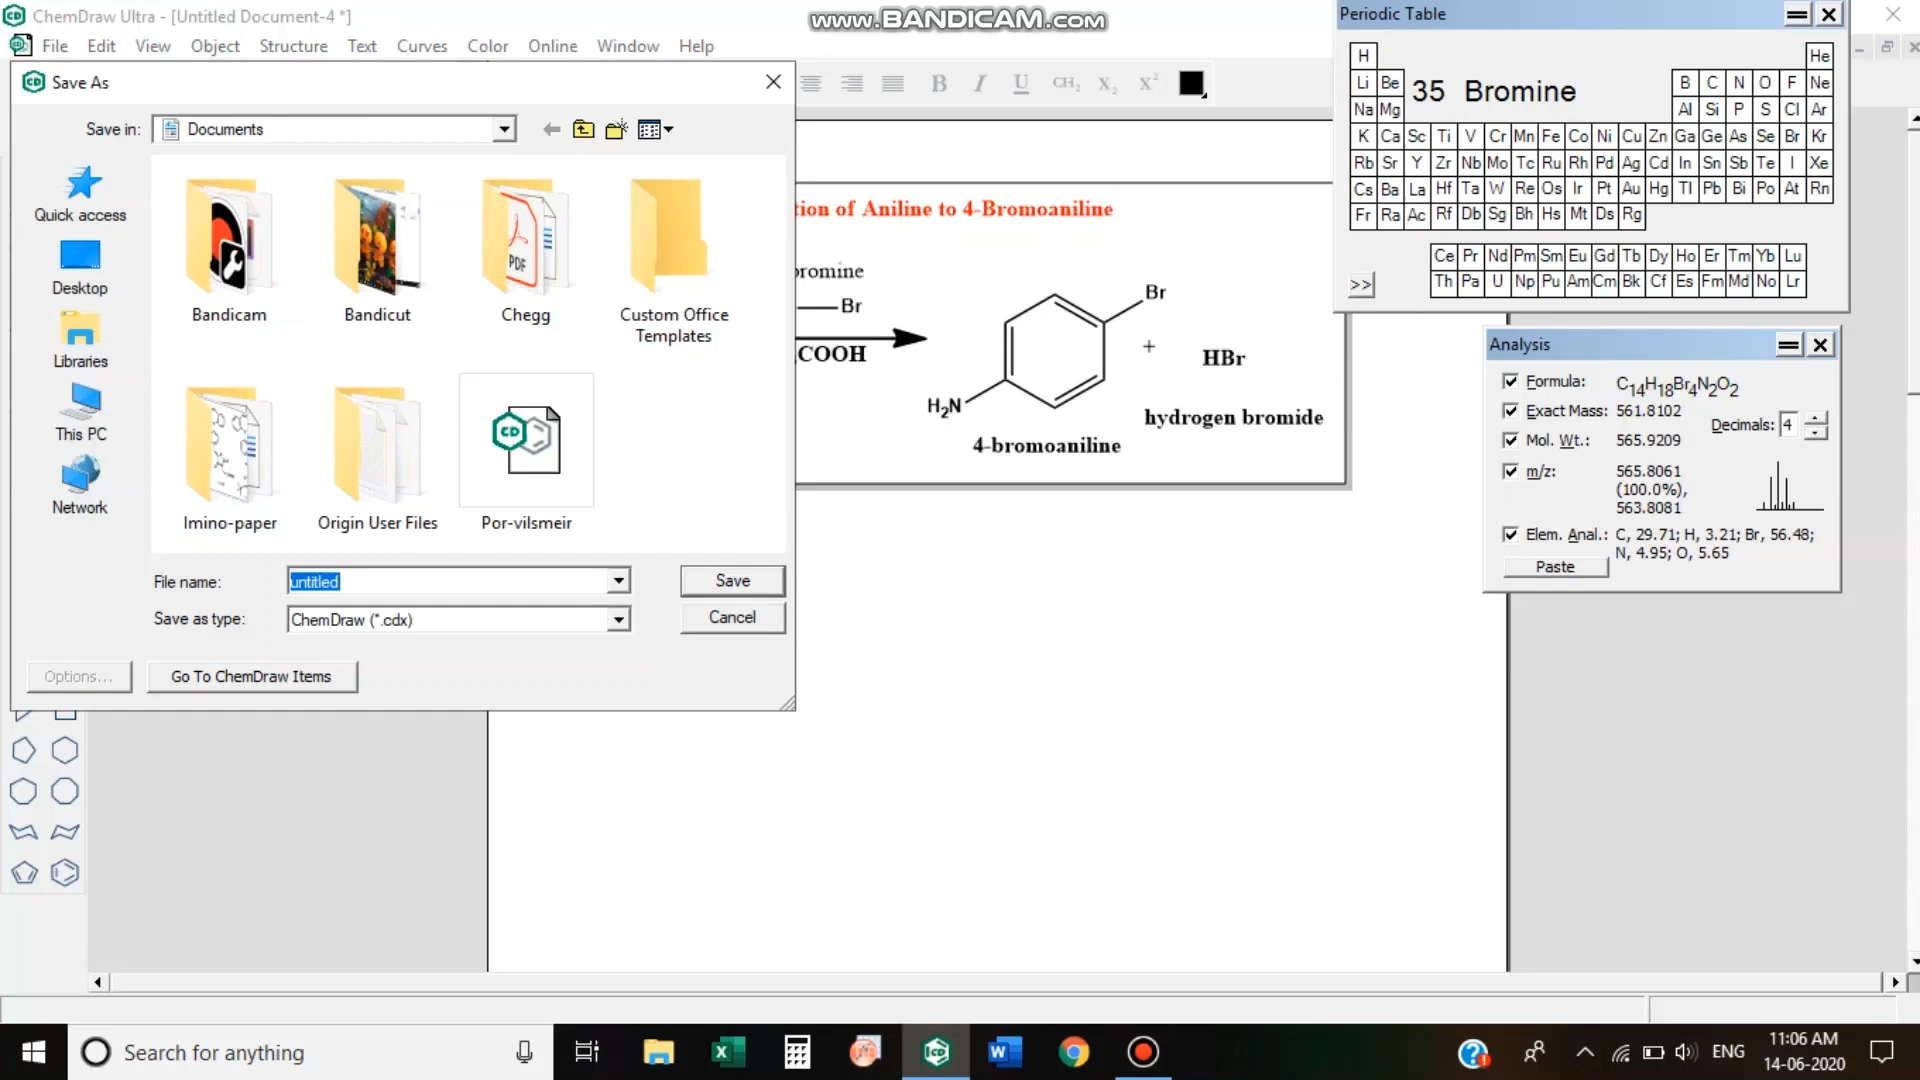 ChemDraw Ultra - [Untitled Document-4 *]
www.BANDICAM.com
File Edit View Object Structure Text Curves Color Online Window Help
B I U CH2 X2 X2
Save As
Save in: Documents
Quick access
Desktop
Libraries
This PC
Network
Bandicam
Bandicut
Chegg
Custom Office
Templates
PDF
Imino-paper
Origin User Files
Por-vilsmeir
CD
File name: untitled
Save as type: ChemDraw (*.cdx)
Save
Cancel
Options...
Go To ChemDraw Items
tion of Aniline to 4-Bromoaniline
bromine
Br
COOH
Br
H2N
4-bromoaniline
+
HBr
hydrogen bromide
Periodic Table
35 Bromine
H He
Li Be B C N O F Ne
Na Mg Al Si P S Cl Ar
K Ca Sc Ti V Cr Mn Fe Co Ni Cu Zn Ga Ge As Se Br Kr
Rb Sr Y Zr Nb Mo Tc Ru Rh Pd Ag Cd In Sn Sb Te I Xe
Cs Ba La Hf Ta W Re Os Ir Pt Au Hg Tl Pb Bi Po At Rn
Fr Ra Ac Rf Db Sg Bh Hs Mt Ds Rg
Ce Pr Nd Pm Sm Eu Gd Tb Dy Ho Er Tm Yb Lu
>> Th Pa U Np Pu Am Cm Bk Cf Es Fm Md No Lr
Analysis
Formula: C14H18Br4N2O2
Exact Mass: 561.8102
Decimals: 4
Mol. Wt.: 565.9209
m/z: 565.8061
(100.0%),
563.8081
Elem. Anal.: C, 29.71; H, 3.21; Br, 56.48;
N, 4.95; O, 5.65
Paste
Search for anything
ENG
11:06 AM
14-06-2020